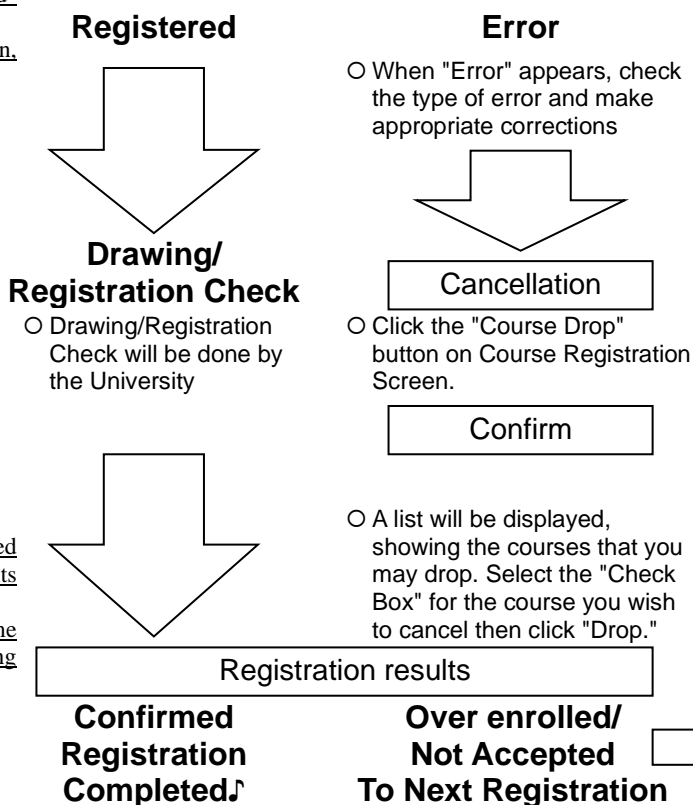 Registered
Drawing/
Registration Check
○ Drawing/Registration
Check will be done by
the University
Error
○ When "Error" appears, check
the type of error and make
appropriate corrections
Cancellation
○ Click the "Course Drop"
button on Course Registration
Screen.
Confirm
○ A list will be displayed,
showing the courses that you
may drop. Select the "Check
Box" for the course you wish
to cancel then click "Drop."
Registration results
Confirmed
Registration
Completed♪
Over enrolled/
Not Accepted
To Next Registration